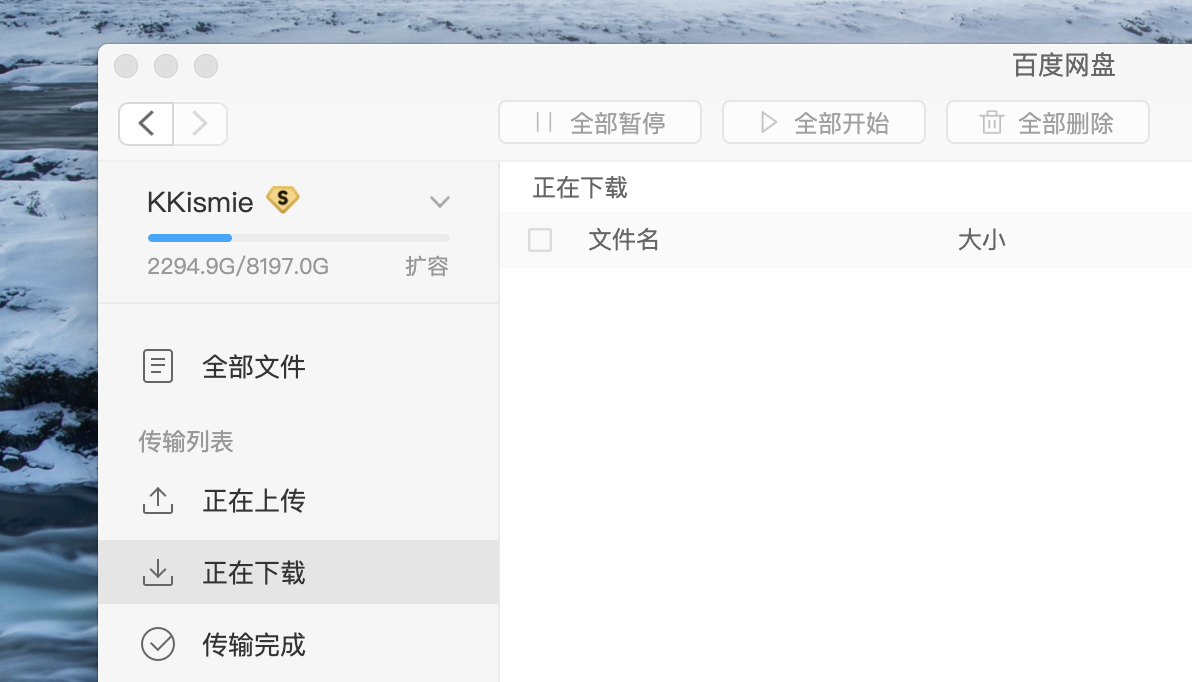 百度网盘
全部暂停
全部开始
全部删除
KKismie S
2294.9G/8197.0G
扩容
全部文件
传输列表
正在上传
正在下载
传输完成
正在下载
文件名
大小